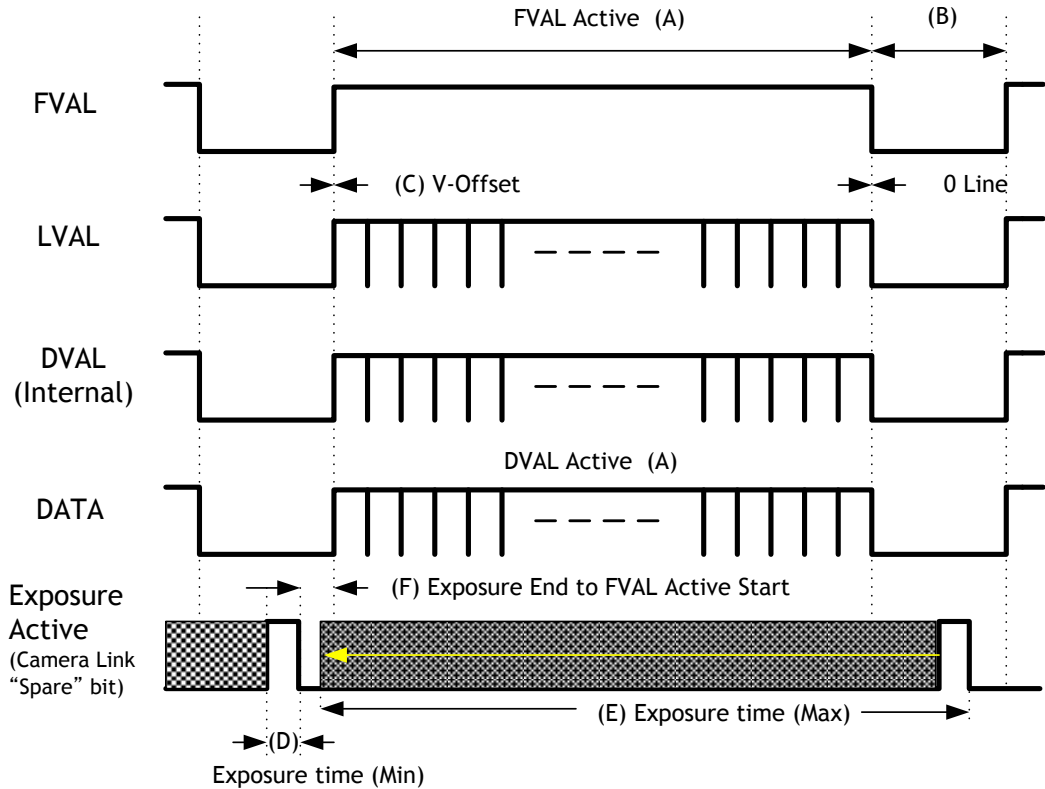 FVAL Active (A)
(B)
FVAL
(C) V-Offset
0 Line
LVAL
DVAL
(Internal)
DVAL Active (A)
DATA
(F) Exposure End to FVAL Active Start
Exposure
Active
(Camera Link
“Spare” bit)
(E) Exposure time (Max)
(D)
Exposure time (Min)